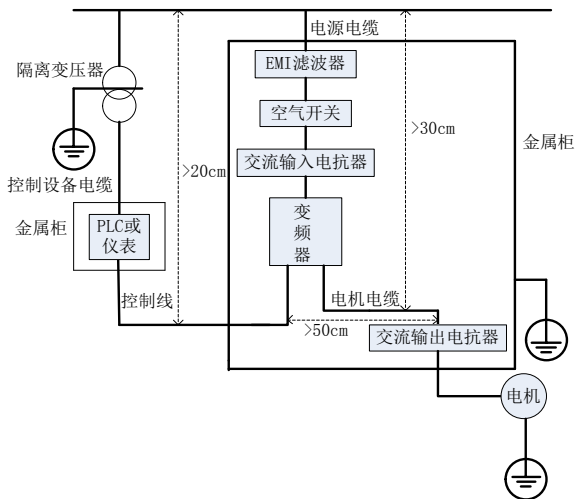 电源电缆
隔离变压器
EMI滤波器
空气开关
>30cm
金属柜
>20cm
交流输入电抗器
控制设备电缆
变
频
器
金属柜
PLC或
仪表
控制线
电机电缆
>50cm
交流输出电抗器
电机